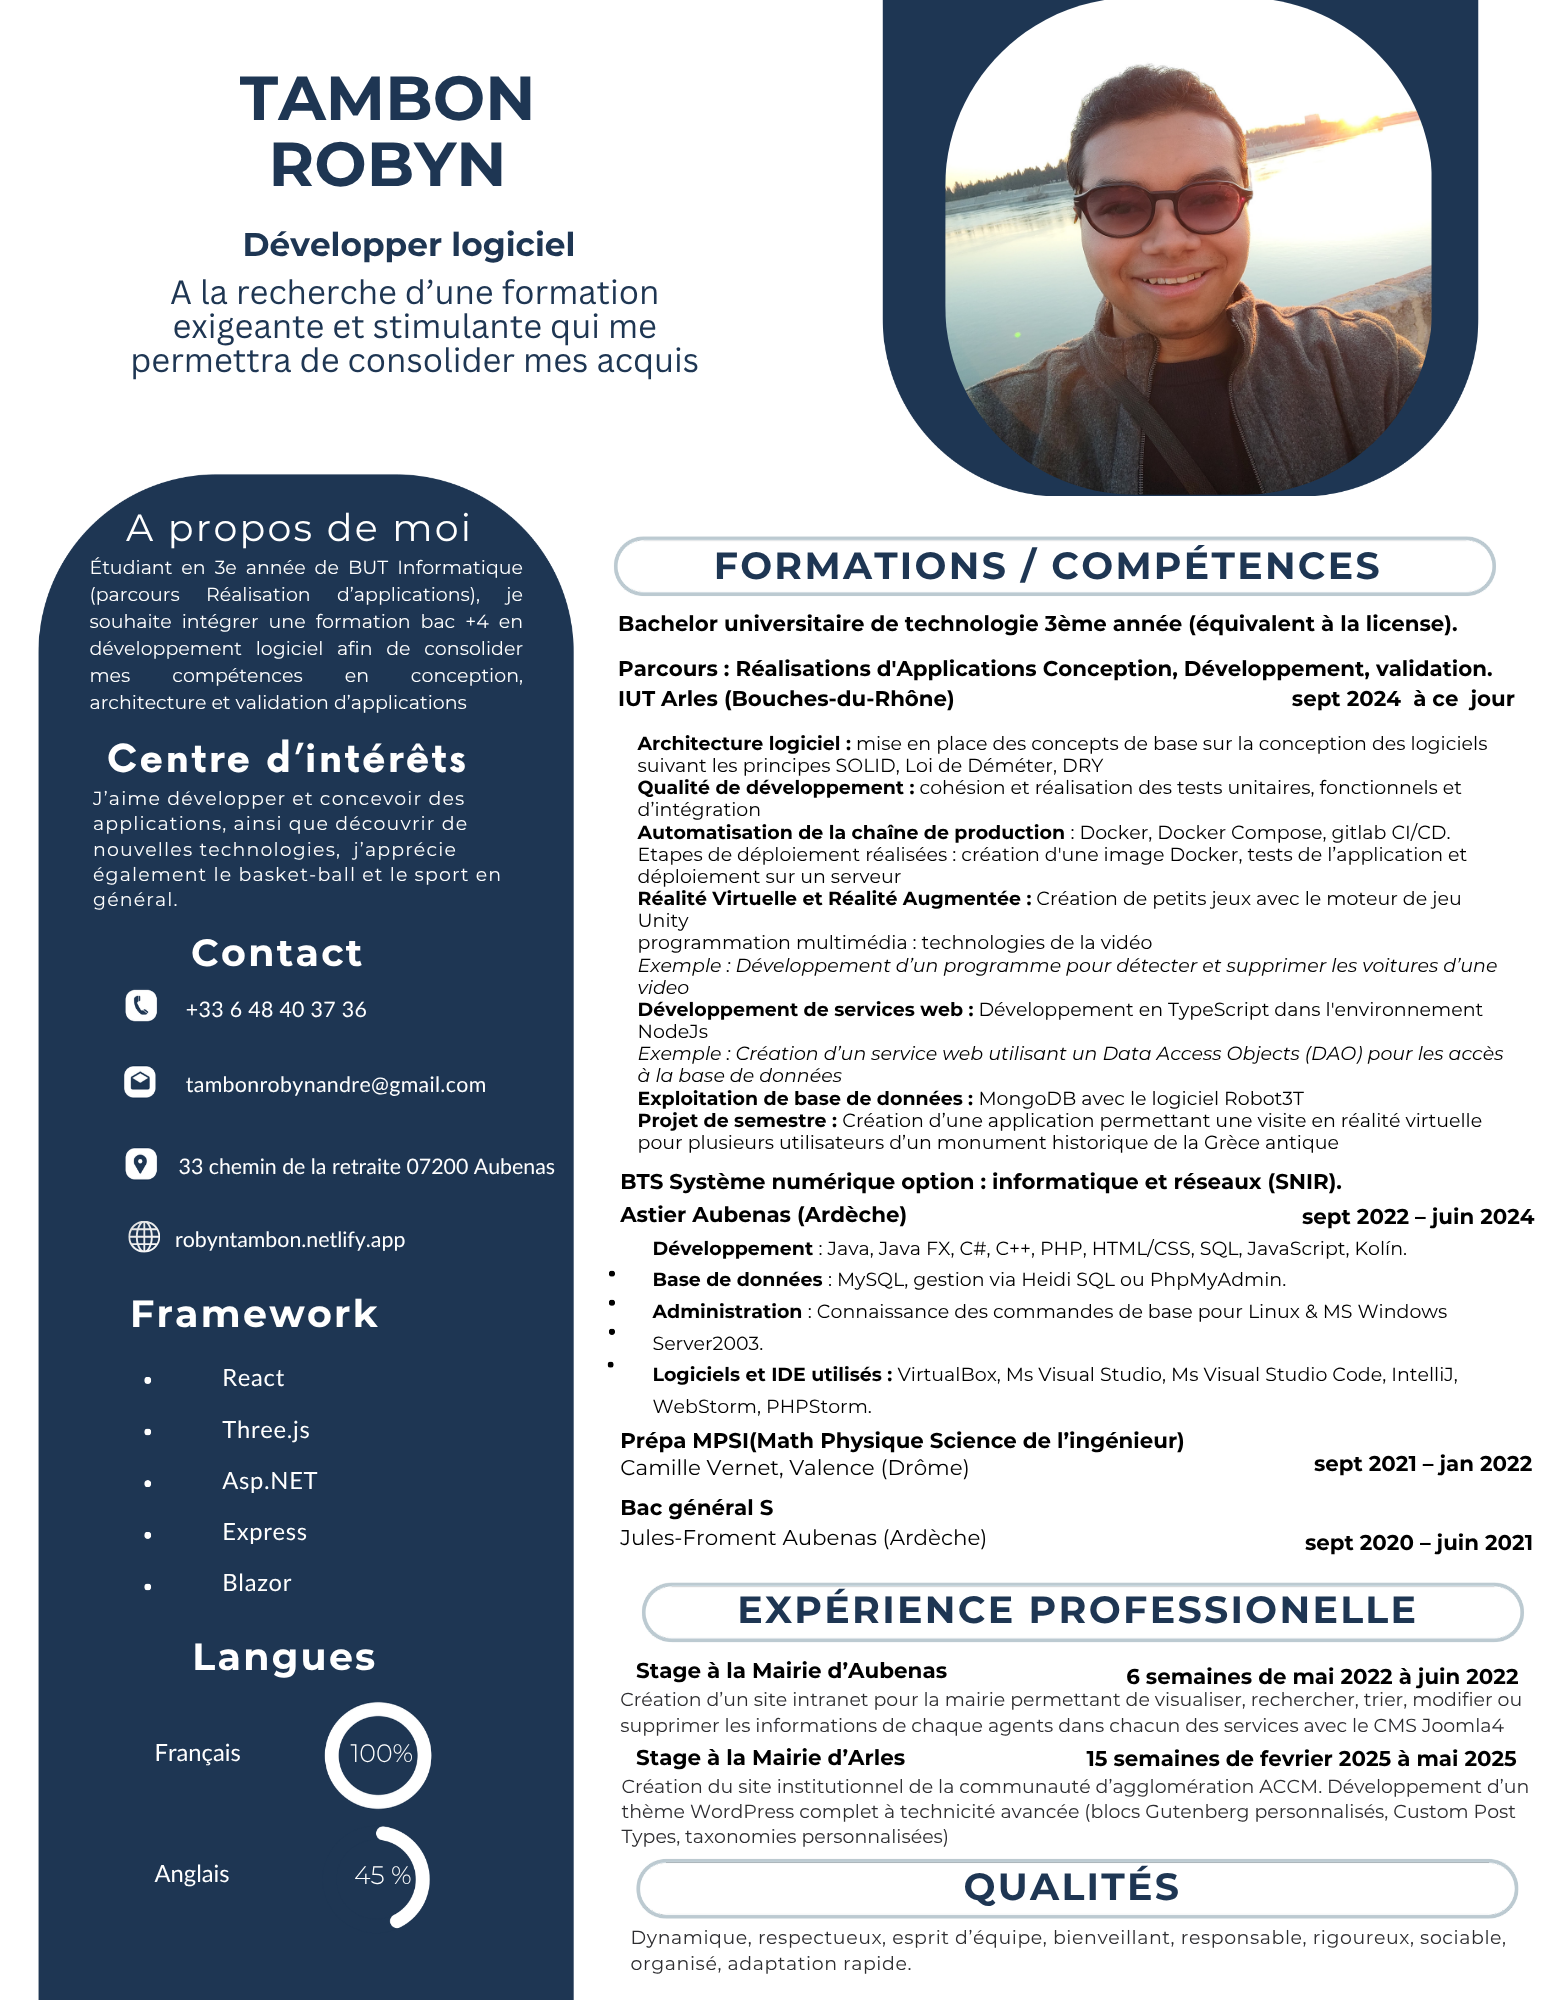 TAMBON
ROBYN
Développer logiciel
A la recherche d’une formation
exigeante et stimulante qui me
permettra de consolider mes acquis
A propos de moi
Étudiant en 3e année de BUT Informatique
(parcours Réalisation d’applications), je
souhaite intégrer une formation bac +4 en
développement logiciel afin de consolider
mes compétences en conception,
architecture et validation d’applications
Centre d’intérêts
J’aime développer et concevoir des
applications, ainsi que découvrir de
nouvelles technologies, j’apprécie
également le basket-ball et le sport en
général.
Contact
+33 6 48 40 37 36
tambonrobynandre@gmail.com
33 chemin de la retraite 07200 Aubenas
robyntambon.netlify.app
Framework
• React
• Three.js
• Asp.NET
• Express
• Blazor
Langues
Français 100%
Anglais 45 %
FORMATIONS / COMPÉTENCES
Bachelor universitaire de technologie 3ème année (équivalent à la license).
Parcours : Réalisations d'Applications Conception, Développement, validation.
IUT Arles (Bouches-du-Rhône) sept 2024 à ce jour
Architecture logiciel : mise en place des concepts de base sur la conception des logiciels
suivant les principes SOLID, Loi de Déméter, DRY
Qualité de développement : cohésion et réalisation des tests unitaires, fonctionnels et
d’intégration
Automatisation de la chaîne de production : Docker, Docker Compose, gitlab CI/CD.
Etapes de déploiement réalisées : création d'une image Docker, tests de l’application et
déploiement sur un serveur
Réalité Virtuelle et Réalité Augmentée : Création de petits jeux avec le moteur de jeu
Unity
programmation multimédia : technologies de la vidéo
Exemple : Développement d’un programme pour détecter et supprimer les voitures d’une
video
Développement de services web : Développement en TypeScript dans l'environnement
NodeJs
Exemple : Création d’un service web utilisant un Data Access Objects (DAO) pour les accès
à la base de données
Exploitation de base de données : MongoDB avec le logiciel Robot3T
Projet de semestre : Création d’une application permettant une visite en réalité virtuelle
pour plusieurs utilisateurs d’un monument historique de la Grèce antique
BTS Système numérique option : informatique et réseaux (SNIR).
Astier Aubenas (Ardèche) sept 2022 – juin 2024
Développement : Java, Java FX, C#, C++, PHP, HTML/CSS, SQL, JavaScript, Kolín.
• Base de données : MySQL, gestion via Heidi SQL ou PhpMyAdmin.
• Administration : Connaissance des commandes de base pour Linux & MS Windows
• Server2003.
• Logiciels et IDE utilisés : VirtualBox, Ms Visual Studio, Ms Visual Studio Code, IntelliJ,
WebStorm, PHPStorm.
Prépa MPSI(Math Physique Science de l’ingénieur)
Camille Vernet, Valence (Drôme) sept 2021 – jan 2022
Bac général S
Jules-Froment Aubenas (Ardèche) sept 2020 – juin 2021
EXPÉRIENCE PROFESSIONELLE
Stage à la Mairie d’Aubenas 6 semaines de mai 2022 à juin 2022
Création d’un site intranet pour la mairie permettant de visualiser, rechercher, trier, modifier ou
supprimer les informations de chaque agents dans chacun des services avec le CMS Joomla4
Stage à la Mairie d’Arles 15 semaines de fevrier 2025 à mai 2025
Création du site institutionnel de la communauté d’agglomération ACCM. Développement d’un
thème WordPress complet à technicité avancée (blocs Gutenberg personnalisés, Custom Post
Types, taxonomies personnalisées)
QUALITÉS
Dynamique, respectueux, esprit d’équipe, bienveillant, responsable, rigoureux, sociable,
organisé, adaptation rapide.